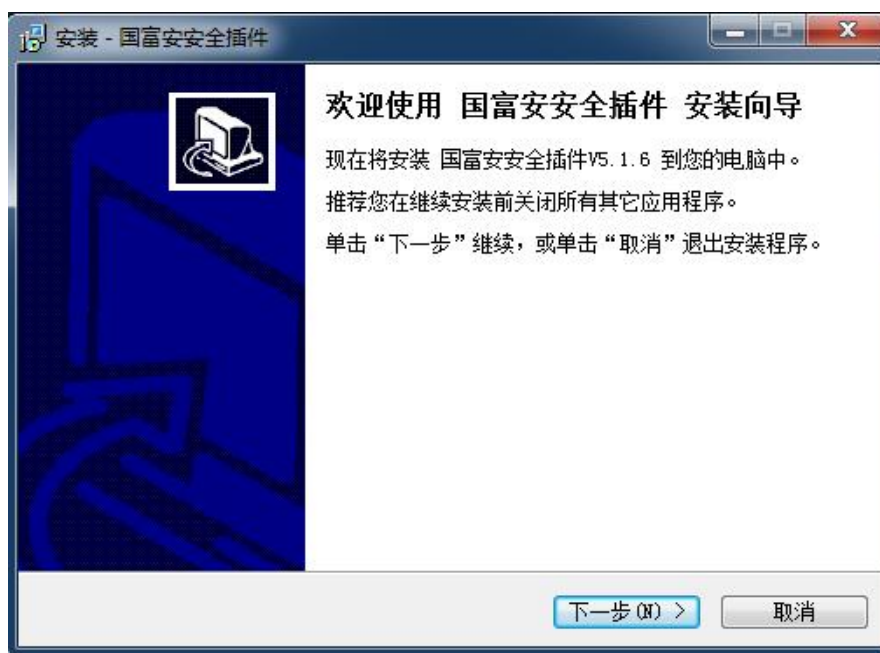 安装 - 国富安安全插件
欢迎使用 国富安安全插件 安装向导
现在将安装 国富安安全插件V5.1.6 到您的电脑中。
推荐您在继续安装前关闭所有其它应用程序。
单击“下一步”继续，或单击“取消”退出安装程序。
下一步(N) >
取消